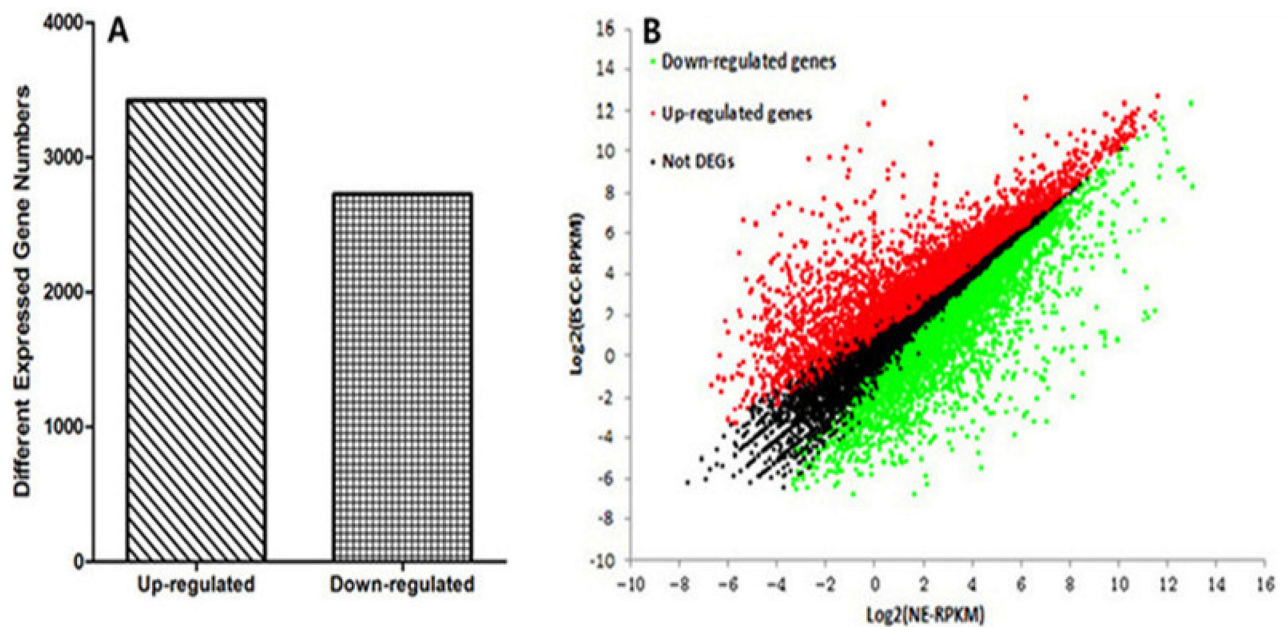 A
Different Expressed Gene Numbers
4000
3000
2000
1000
0
Up-regulated
Down-regulated
B
Down-regulated genes
Up-regulated genes
Not DEGs
Log2(ESCC-RPKM)
16
14
12
10
8
6
4
2
0
-2
-4
-6
-8
-10
-10 -8 -6 -4 -2 0 2 4 6 8 10 12 14 16
Log2(NE-RPKM)